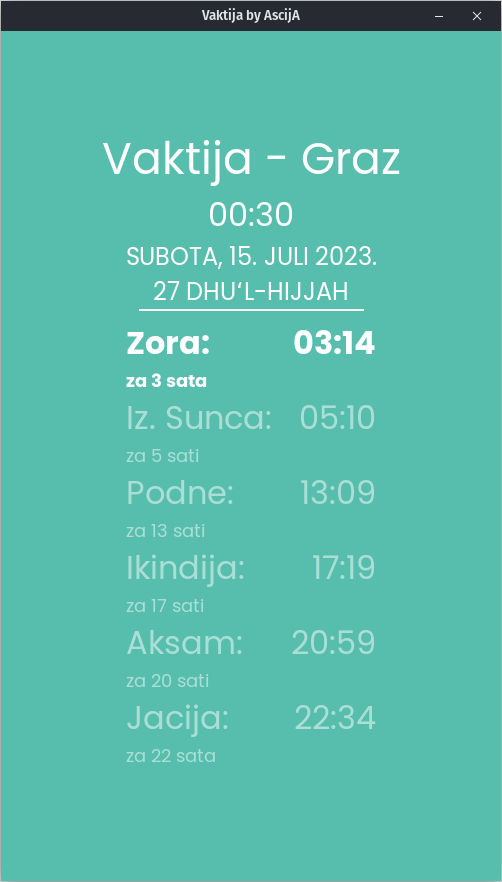 Vaktija by AscijA
Vaktija - Graz
00:30
SUBOTA, 15. JULI 2023.
27 DHUʻL-HIJJAH
Zora: 03:14
za 3 sata
Iz. Sunca: 05:10
za 5 sati
Podne: 13:09
za 13 sati
Ikindija: 17:19
za 17 sati
Aksam: 20:59
za 20 sati
Jacija: 22:34
za 22 sata